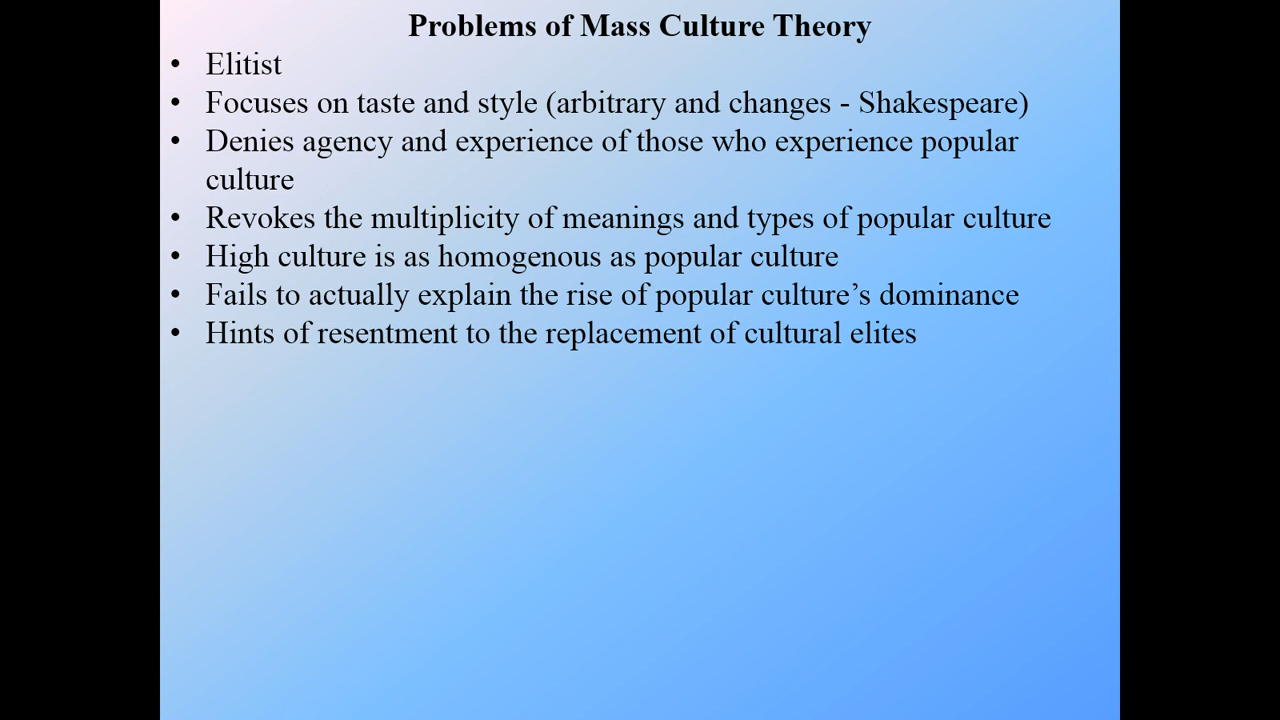 Problems of Mass Culture Theory
• Elitist
• Focuses on taste and style (arbitrary and changes - Shakespeare)
• Denies agency and experience of those who experience popular
culture
• Revokes the multiplicity of meanings and types of popular culture
• High culture is as homogenous as popular culture
• Fails to actually explain the rise of popular culture’s dominance
• Hints of resentment to the replacement of cultural elites